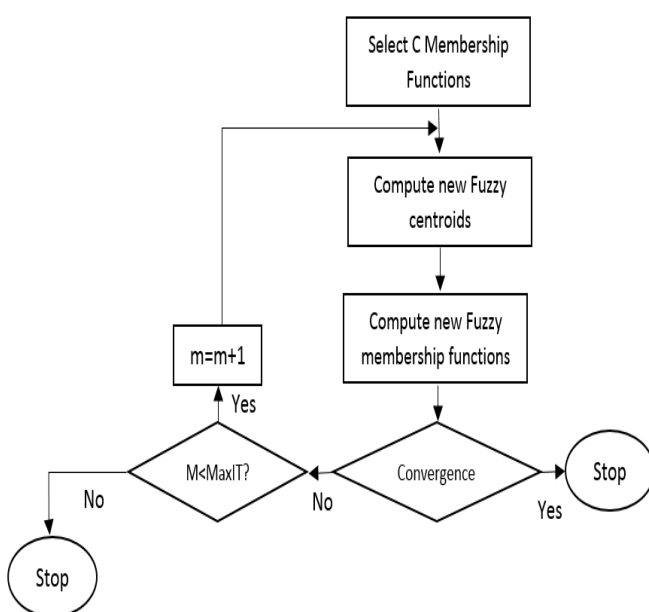 Select C Membership
Functions
Compute new Fuzzy
centroids
Compute new Fuzzy
membership functions
m=m+1
Yes
M<MaxIT?
Convergence
Stop
No
No
Yes
Stop